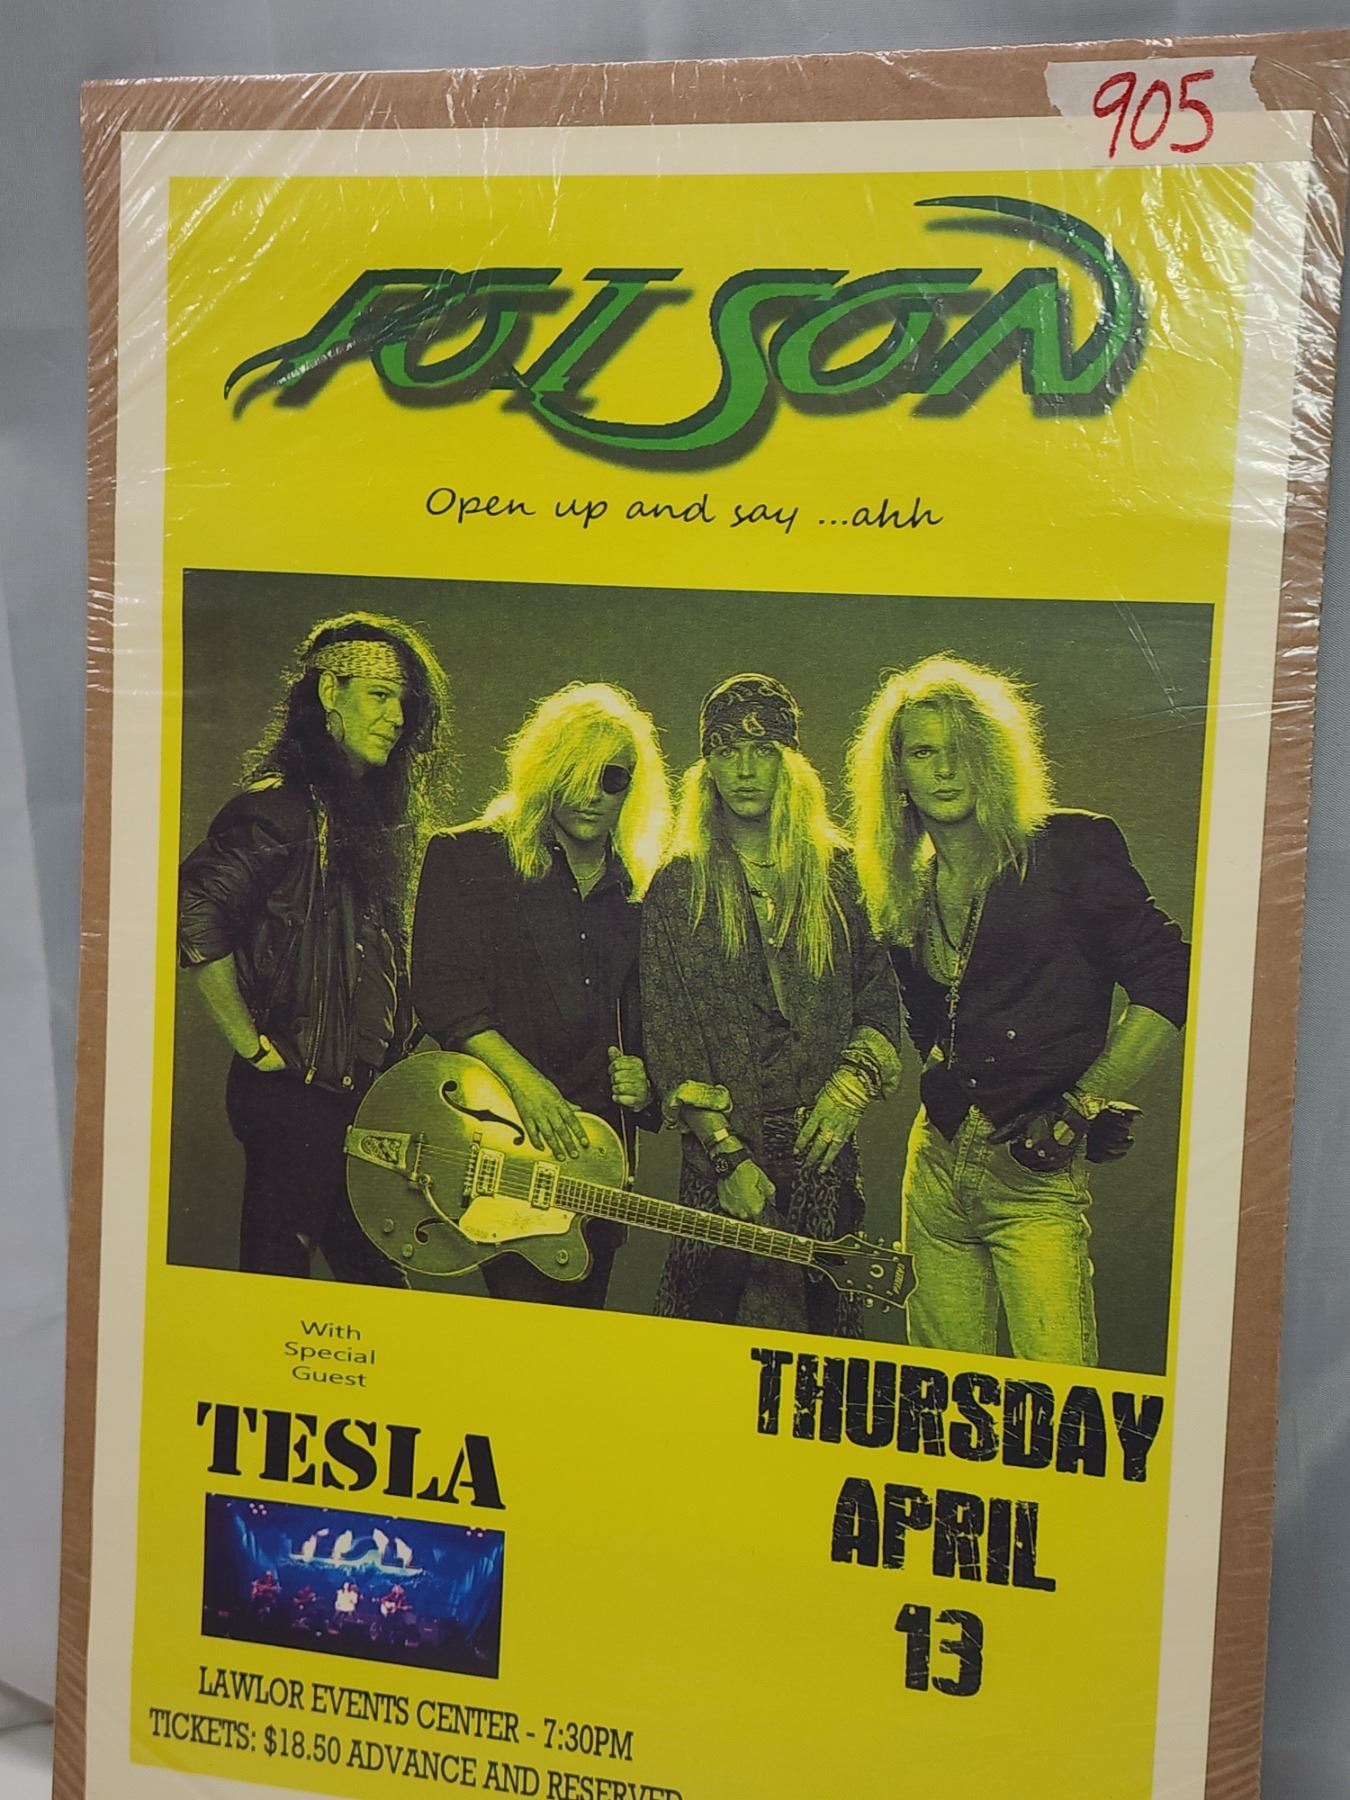 905
POISON
Open up and say ...ahh
With
Special
Guest
TESLA
TESLA
THURSDAY
APRIL
13
LAWLOR EVENTS CENTER - 7:30PM
TICKETS: $18.50 ADVANCE AND RESERVED